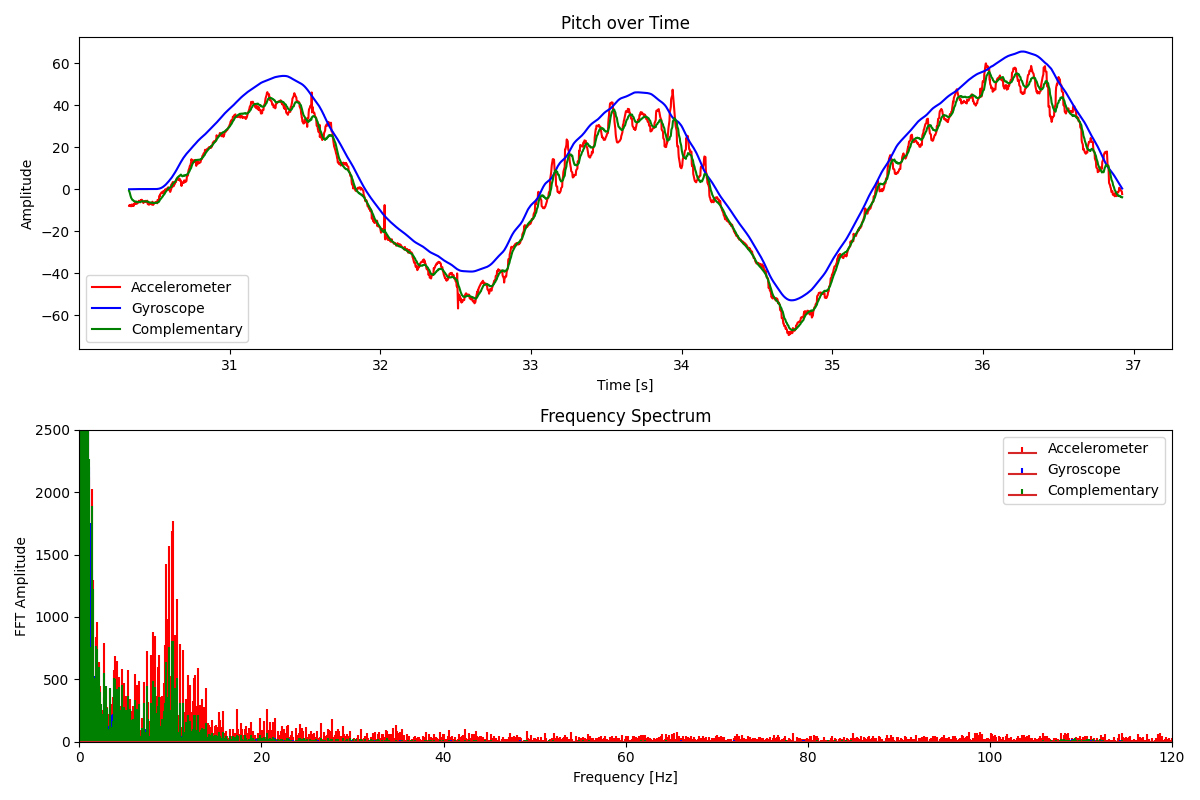 Pitch over Time
Amplitude
60
40
20
0
−20
−40
−60
Accelerometer
Gyroscope
Complementary
31 32 33 34 35 36 37
Time [s]
Frequency Spectrum
FFT Amplitude
2500
2000
1500
1000
500
0
Accelerometer
Gyroscope
Complementary
0 20 40 60 80 100 120
Frequency [Hz]